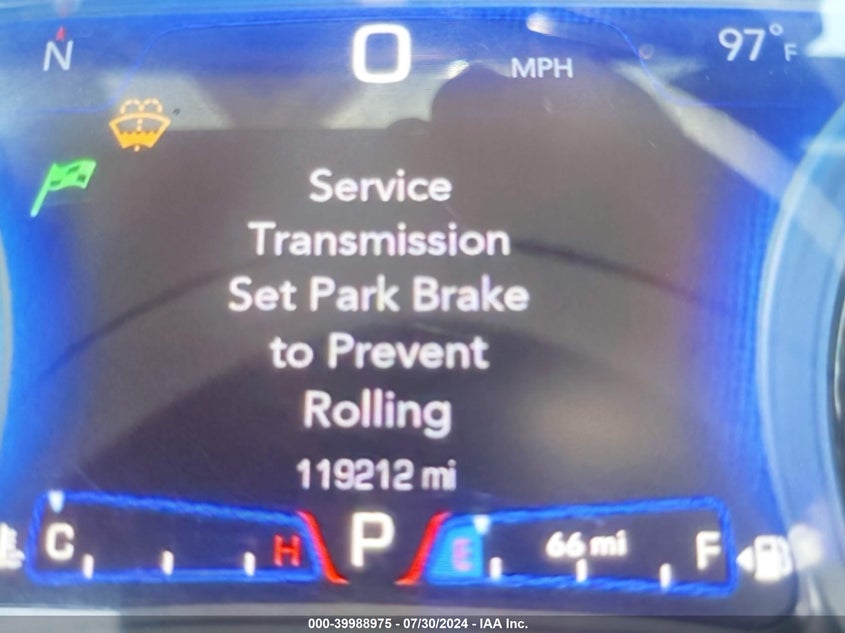 N 0 MPH 97°F
Service
Transmission
Set Park Brake
to Prevent
Rolling
119212 mi
C H P E 66 mi F
000-39988975 - 07/30/2024 - IAA Inc.